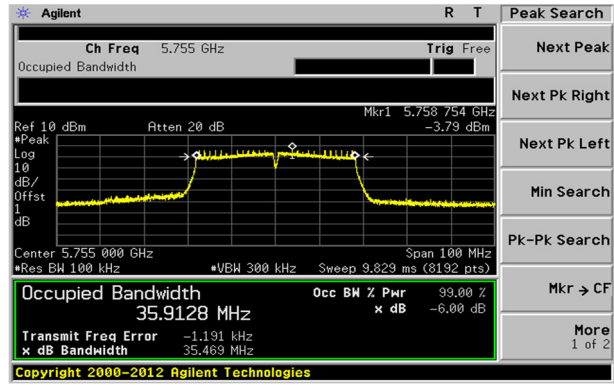 Agilent R T Peak Search
Ch Freq 5.755 GHz Trig Free
Occupied Bandwidth
Next Peak
Next Pk Right
Mkr1 5.758 754 GHz
Ref 10 dBm Atten 20 dB -3.79 dBm
#Peak
Log
10
dB/
Offst
1
dB
Next Pk Left
Min Search
Pk-Pk Search
Center 5.755 000 GHz Span 100 MHz
#Res BW 100 kHz #VBW 300 kHz Sweep 9.829 ms (8192 pts)
Mkr → CF
Occupied Bandwidth Occ BW % Pwr 99.00 %
35.9128 MHz x dB -6.00 dB
Transmit Freq Error -1.191 kHz
x dB Bandwidth 35.469 MHz
More
1 of 2
Copyright 2000-2012 Agilent Technologies